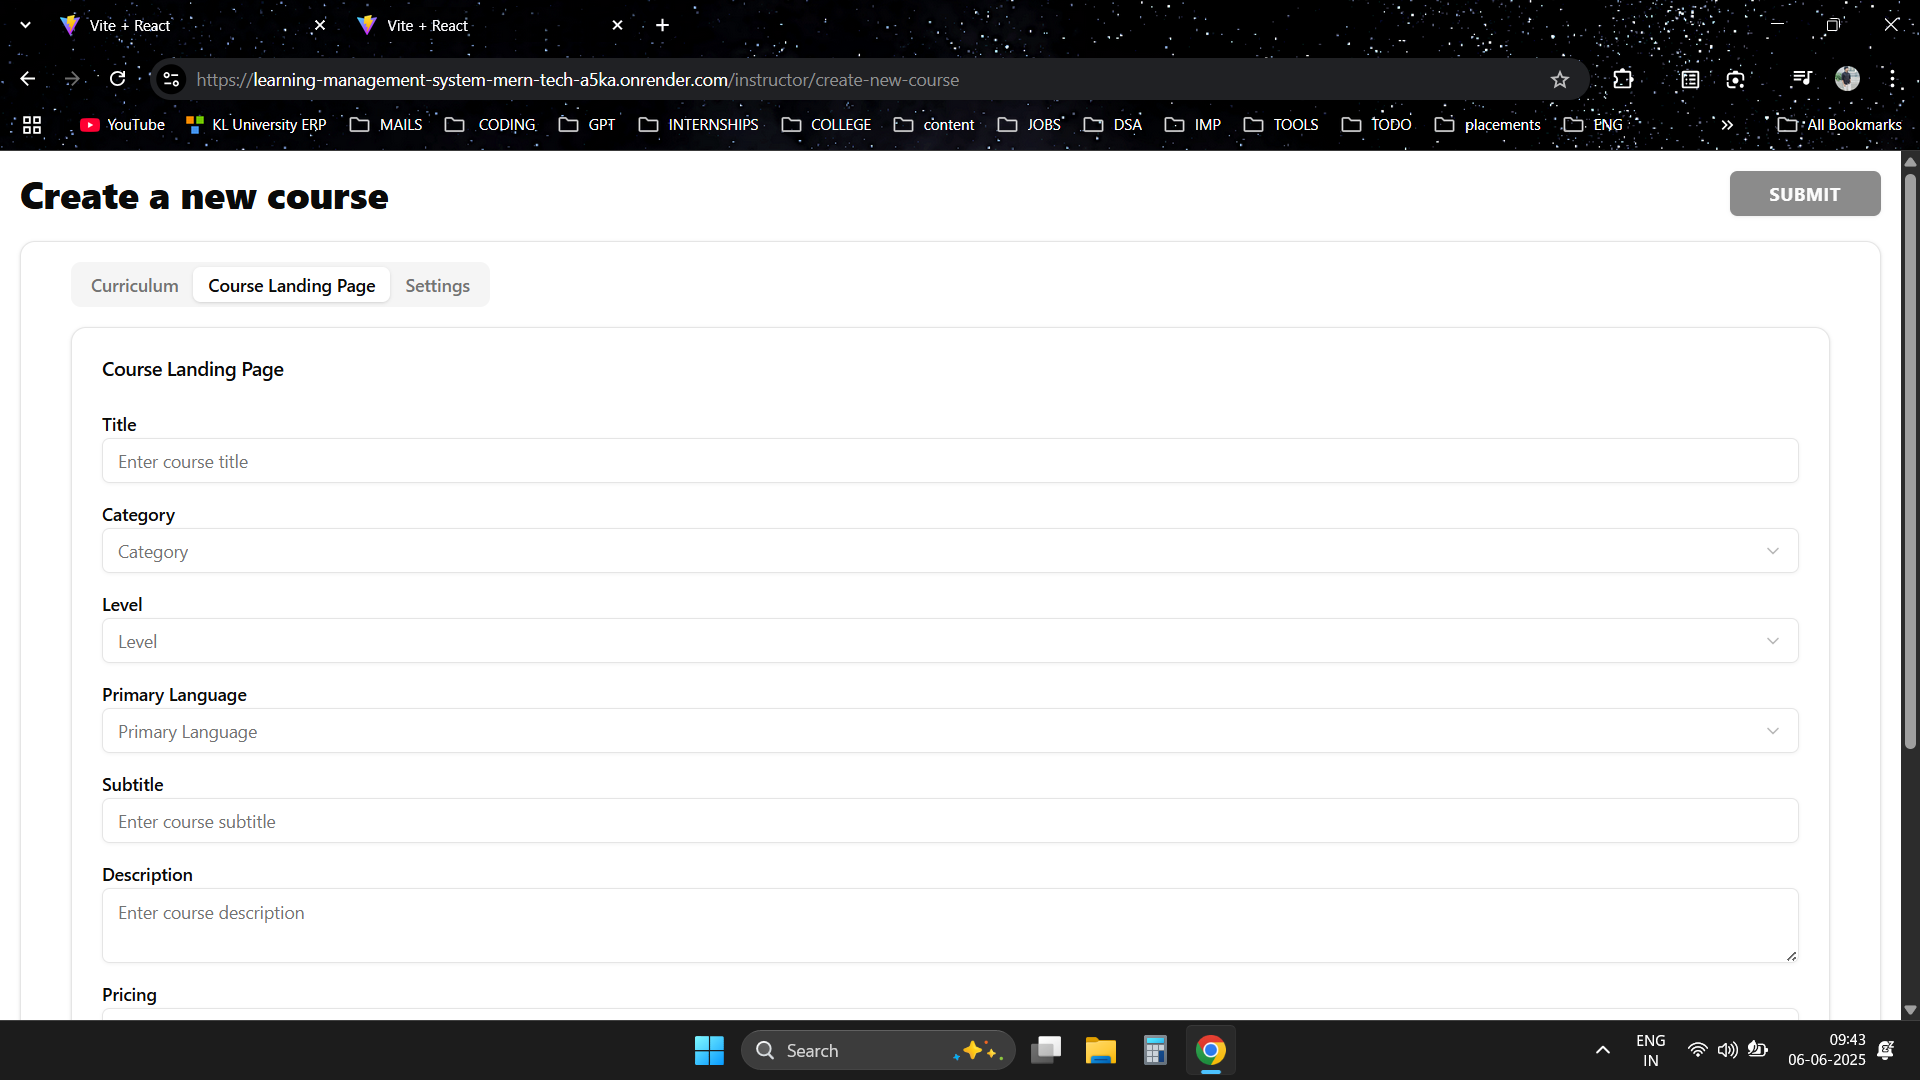 Vite + React
Vite + React
https://learning-management-system-mern-tech-a5ka.onrender.com/instructor/create-new-course
YouTube KL University ERP MAILS CODING GPT INTERNSHIPS COLLEGE content JOBS DSA IMP TOOLS TODO placements ENG » All Bookmarks
Create a new course
SUBMIT
Curriculum Course Landing Page Settings
Course Landing Page
Title
Enter course title
Category
Category
Level
Level
Primary Language
Primary Language
Subtitle
Enter course subtitle
Description
Enter course description
Pricing
Search
ENG
IN
09:43
06-06-2025